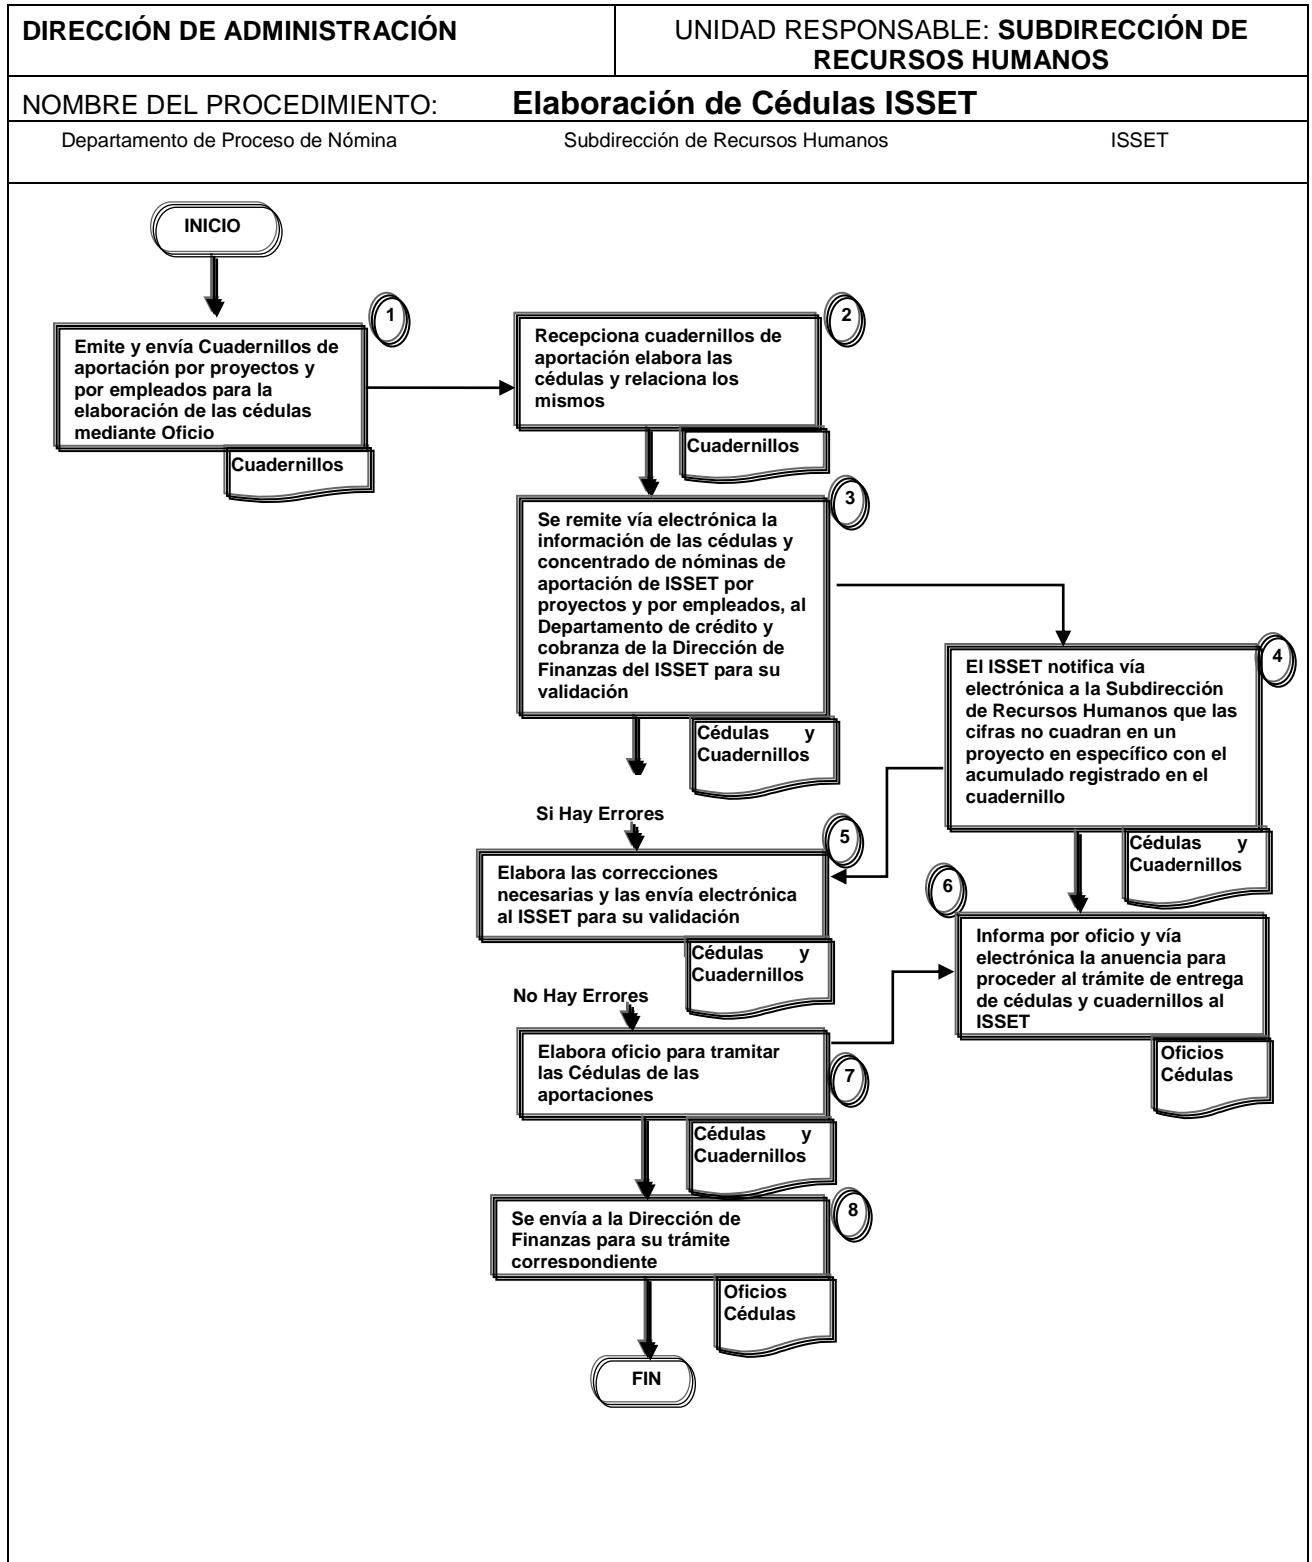 DIRECCIÓN DE ADMINISTRACIÓN
UNIDAD RESPONSABLE: SUBDIRECCIÓN DE
RECURSOS HUMANOS
NOMBRE DEL PROCEDIMIENTO: Elaboración de Cédulas ISSET
Departamento de Proceso de Nómina
Subdirección de Recursos Humanos
ISSET
INICIO
1
Emite y envía Cuadernillos de
aportación por proyectos y
por empleados para la
elaboración de las cédulas
mediante Oficio
Cuadernillos
2
Recepciona cuadernillos de
aportación elabora las
cédulas y relaciona los
mismos
Cuadernillos
3
Se remite vía electrónica la
información de las cédulas y
concentrado de nóminas de
aportación de ISSET por
proyectos y por empleados, al
Departamento de crédito y
cobranza de la Dirección de
Finanzas del ISSET para su
validación
Cédulas y
Cuadernillos
4
El ISSET notifica vía
electrónica a la Subdirección
de Recursos Humanos que las
cifras no cuadran en un
proyecto en específico con el
acumulado registrado en el
cuadernillo
Cédulas y
Cuadernillos
Si Hay Errores
5
Elabora las correcciones
necesarias y las envía electrónica
al ISSET para su validación
Cédulas y
Cuadernillos
6
Informa por oficio y vía
electrónica la anuencia para
proceder al trámite de entrega
de cédulas y cuadernillos al
ISSET
Oficios
Cédulas
No Hay Errores
Elabora oficio para tramitar
las Cédulas de las
aportaciones
7
Cédulas y
Cuadernillos
8
Se envía a la Dirección de
Finanzas para su trámite
correspondiente
Oficios
Cédulas
FIN